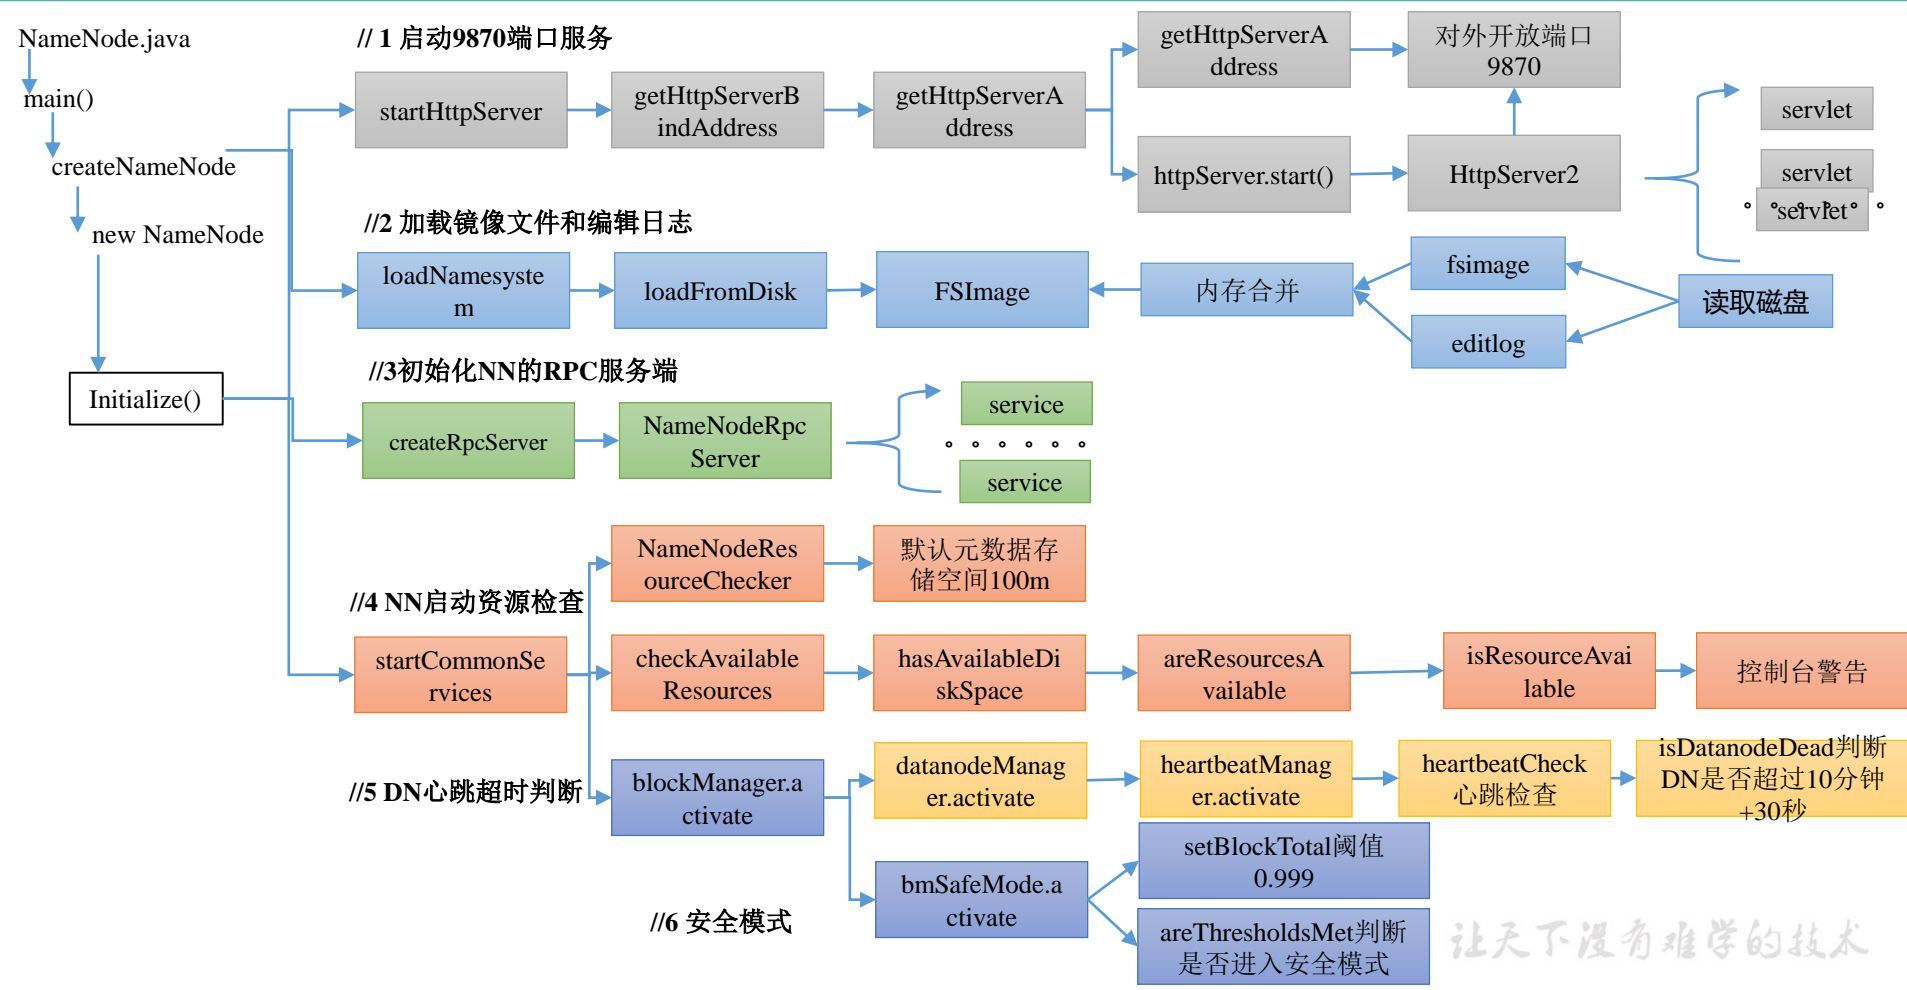 NameNode.java
main()
createNameNode
new NameNode
Initialize()
// 1 启动9870端口服务
startHttpServer
getHttpServerB
indAddress
getHttpServerA
ddress
getHttpServerA
ddress
对外开放端口
9870
httpServer.start()
HttpServer2
servlet
servlet
servlet
。。。。。。
//2 加载镜像文件和编辑日志
loadNamesyste
m
loadFromDisk
FSImage
内存合并
fsimage
editlog
读取磁盘
//3初始化NN的RPC服务端
createRpcServer
NameNodeRpc
Server
service
。。。。。。
service
//4 NN启动资源检查
startCommonSe
rvices
NameNodeRes
ourceChecker
默认元数据存
储空间100m
checkAvailable
Resources
hasAvailableDi
skSpace
areResourcesA
vailable
isResourceAvai
lable
控制台警告
//5 DN心跳超时判断
blockManager.a
ctivate
datanodeManag
er.activate
heartbeatManag
er.activate
heartbeatCheck
心跳检查
isDatanodeDead判断
DN是否超过10分钟
+30秒
//6 安全模式
bmSafeMode.a
ctivate
setBlockTotal阈值
0.999
areThresholdsMet判断
是否进入安全模式
让天下没有难学的技术